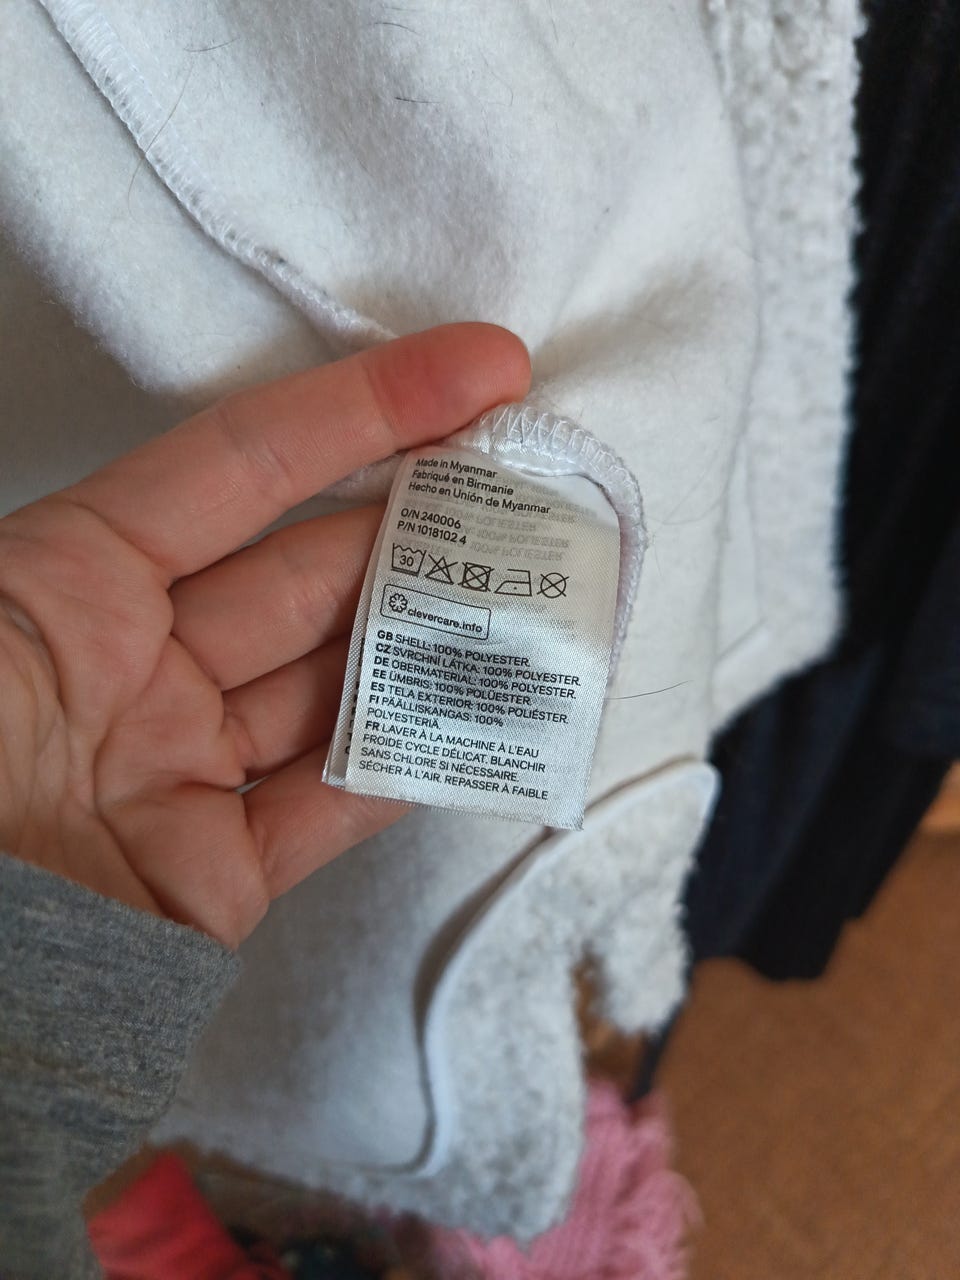 Made in Myanmar
Fabriqué en Birmanie
Hecho en Unión de Myanmar
O/N 240006
P/N 1018102 4
30
clevercare.info
GB SHELL: 100% POLYESTER.
CZ SVRCHNÍ LÁTKA: 100% POLYESTER.
DE OBERMATERIAL: 100% POLYESTER.
EE ÜMBRIS: 100% POLÜESTER.
ES TELA EXTERIOR: 100% POLIÉSTER.
FI PÄÄLLISKANGAS: 100%
POLYESTERIÄ.
FR LAVER À LA MACHINE À L'EAU
FROIDE CYCLE DÉLICAT. BLANCHIR
SANS CHLORE SI NÉCESSAIRE.
SÉCHER À L'AIR. REPASSER À FAIBLE